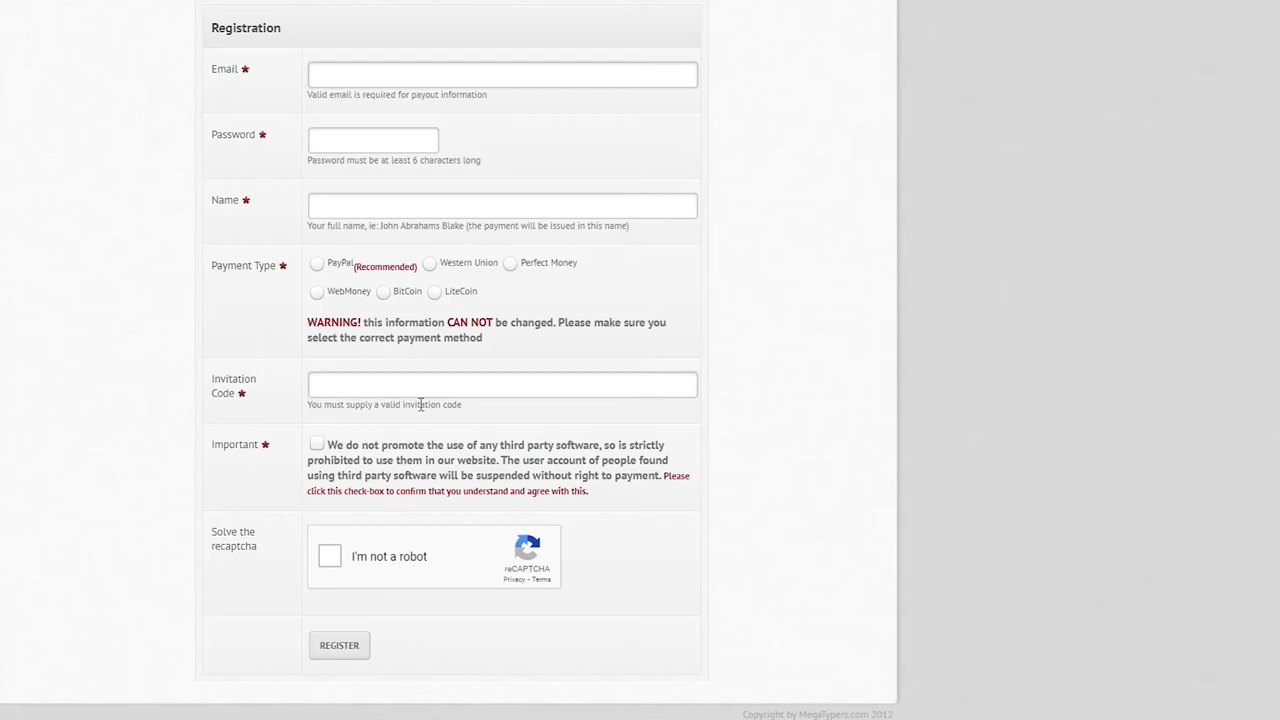 Registration
Email *
Valid email is required for payout information
Password *
Password must be at least 6 characters long
Name *
Your full name, ie: John Abrahams Blake (the payment will be issued in this name)
Payment Type *
PayPal (Recommended) Western Union Perfect Money
WebMoney BitCoin LiteCoin
WARNING! this information CAN NOT be changed. Please make sure you
select the correct payment method
Invitation
Code *
You must supply a valid invitation code
Important *
We do not promote the use of any third party software, so is strictly
prohibited to use them in our website. The user account of people found
using third party software will be suspended without right to payment. Please
click this check-box to confirm that you understand and agree with this.
Solve the
recaptcha
I'm not a robot
reCAPTCHA
Privacy - Terms
REGISTER
Copyright by MegaTypers.com 2012